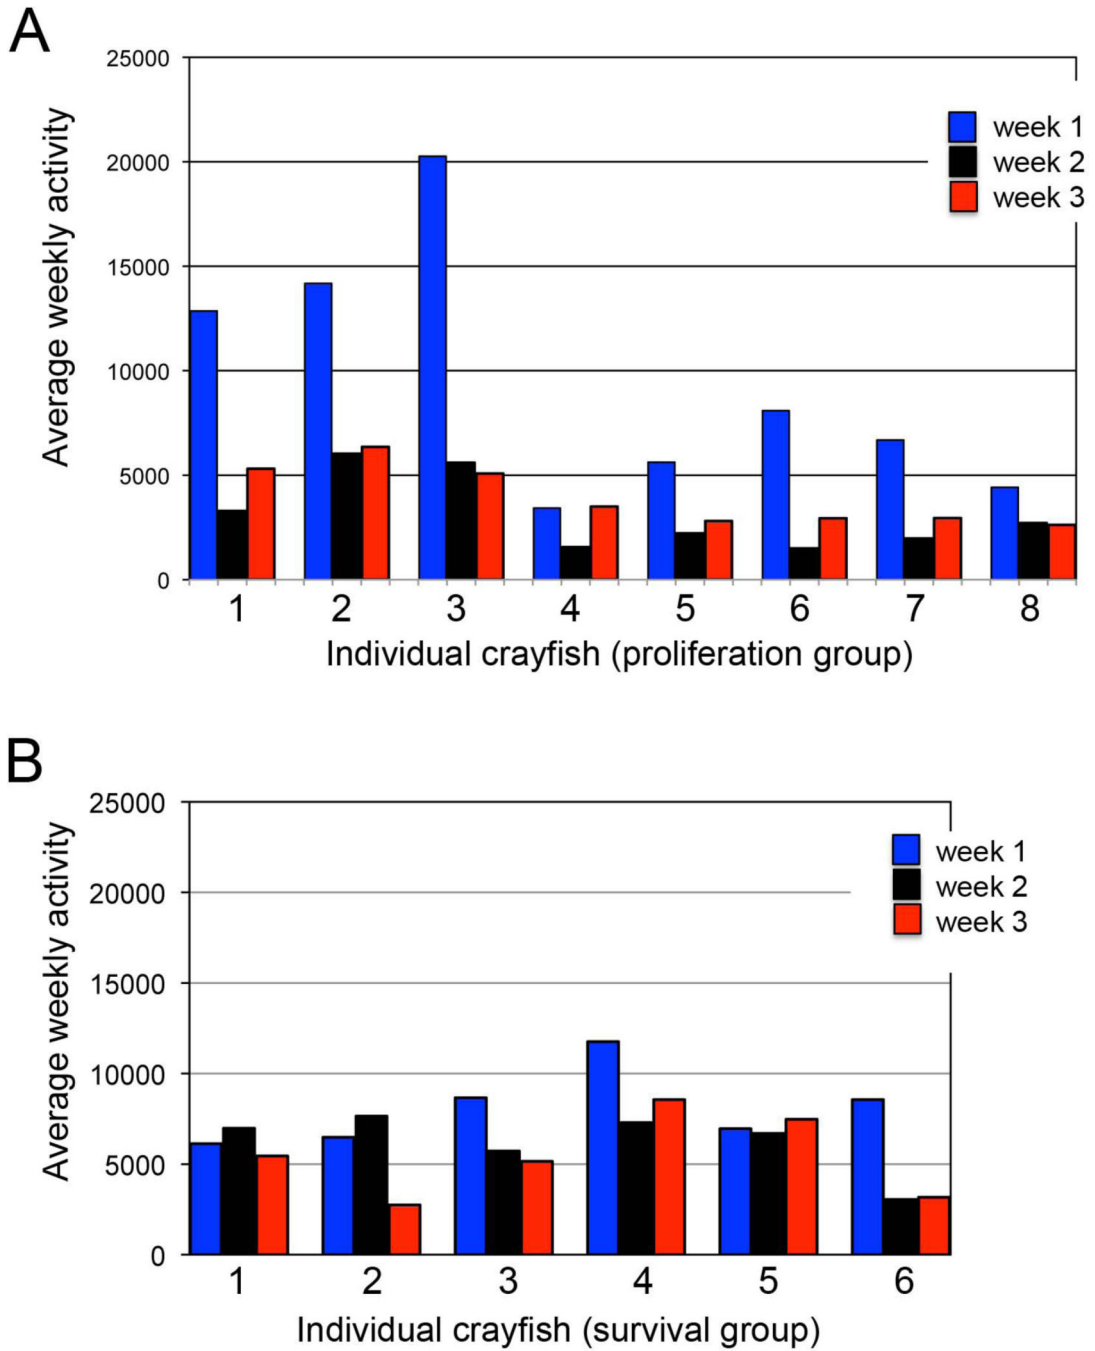 A
25000
20000
15000
10000
5000
0
Average weekly activity
week 1
week 2
week 3
1 2 3 4 5 6 7 8
Individual crayfish (proliferation group)
B
25000
20000
15000
10000
5000
0
Average weekly activity
week 1
week 2
week 3
1 2 3 4 5 6
Individual crayfish (survival group)